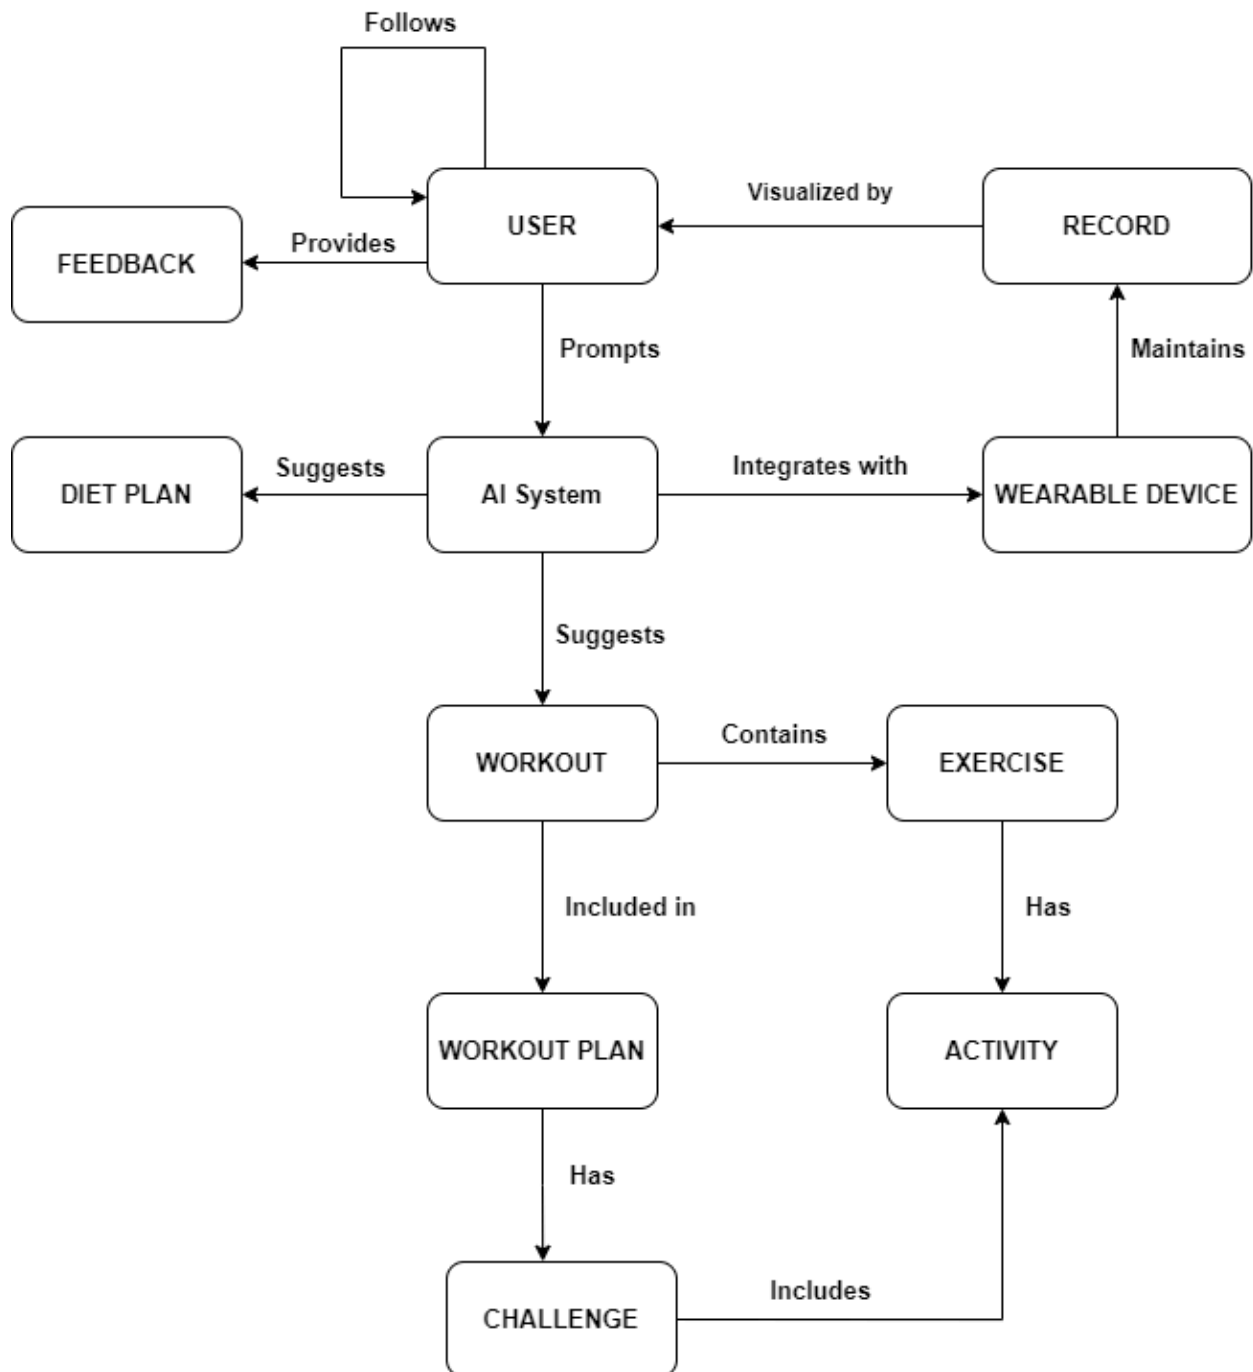 Follows
USER
Visualized by
RECORD
FEEDBACK
Provides
Prompts
Maintains
DIET PLAN
Suggests
AI System
Integrates with
WEARABLE DEVICE
Suggests
WORKOUT
Contains
EXERCISE
Included in
Has
WORKOUT PLAN
ACTIVITY
Has
CHALLENGE
Includes